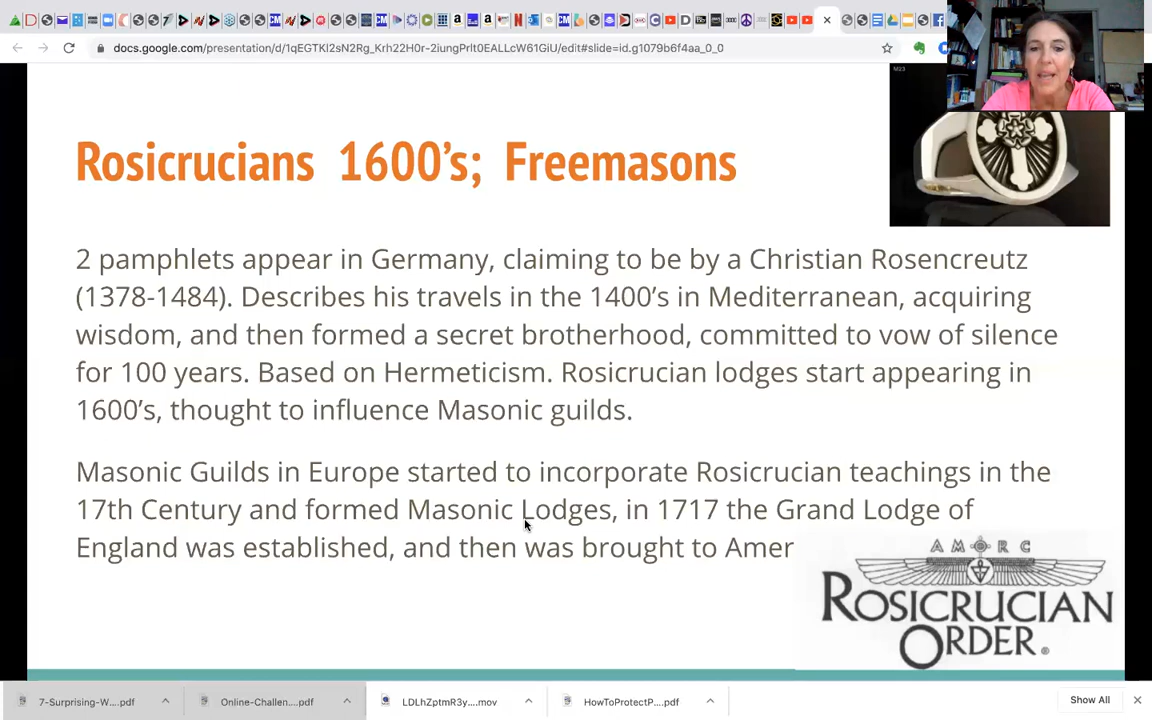 docs.google.com/presentation/d/1qEGTKI2sN2Rg_Krh22H0r-2iungPrIt0EALLcW61GiU/edit#slide=id.g1079b6f4aa_0_0
Rosicrucians 1600's; Freemasons
2 pamphlets appear in Germany, claiming to be by a Christian Rosencreutz
(1378-1484). Describes his travels in the 1400's in Mediterranean, acquiring
wisdom, and then formed a secret brotherhood, committed to vow of silence
for 100 years. Based on Hermeticism. Rosicrucian lodges start appearing in
1600's, thought to influence Masonic guilds.
Masonic Guilds in Europe started to incorporate Rosicrucian teachings in the
17th Century and formed Masonic Lodges, in 1717 the Grand Lodge of
England was established, and then was brought to Amer
AMORC
ROSICRUCIAN
ORDER®
7-Surprising-W....pdf
Online-Challen....pdf
LDLhZptmR3y....mov
HowToProtectP....pdf
Show All